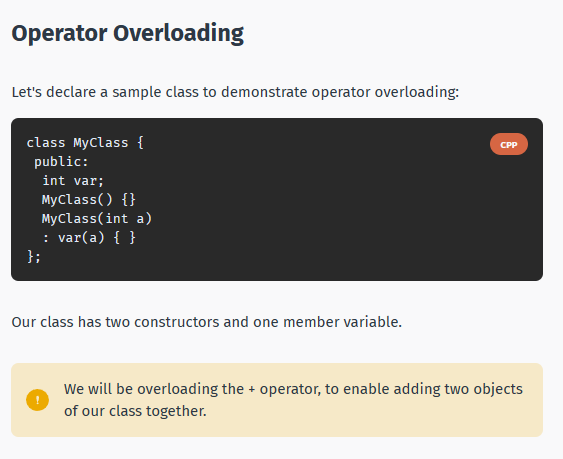 Operator Overloading
Let's declare a sample class to demonstrate operator overloading:
CPP
class MyClass {
 public:
  int var;
  MyClass() {}
  MyClass(int a)
  : var(a) { }
};
Our class has two constructors and one member variable.
!
We will be overloading the + operator, to enable adding two objects
of our class together.